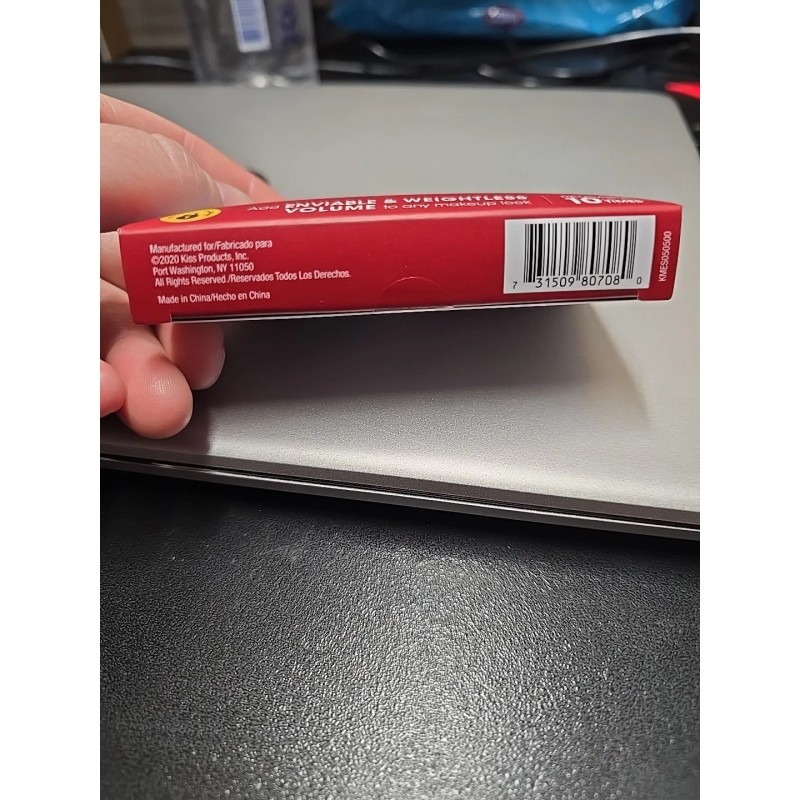 Add ENVIABLE & WEIGHTLESS
VOLUME to any makeup look
10 TIMES
Manufactured for/Fabricado para
©2020 Kiss Products, Inc.
Port Washington, NY 11050
All Rights Reserved /Reservados Todos Los Derechos.
Made in China/Hecho en China
7 31509 80708 0
KMES050500